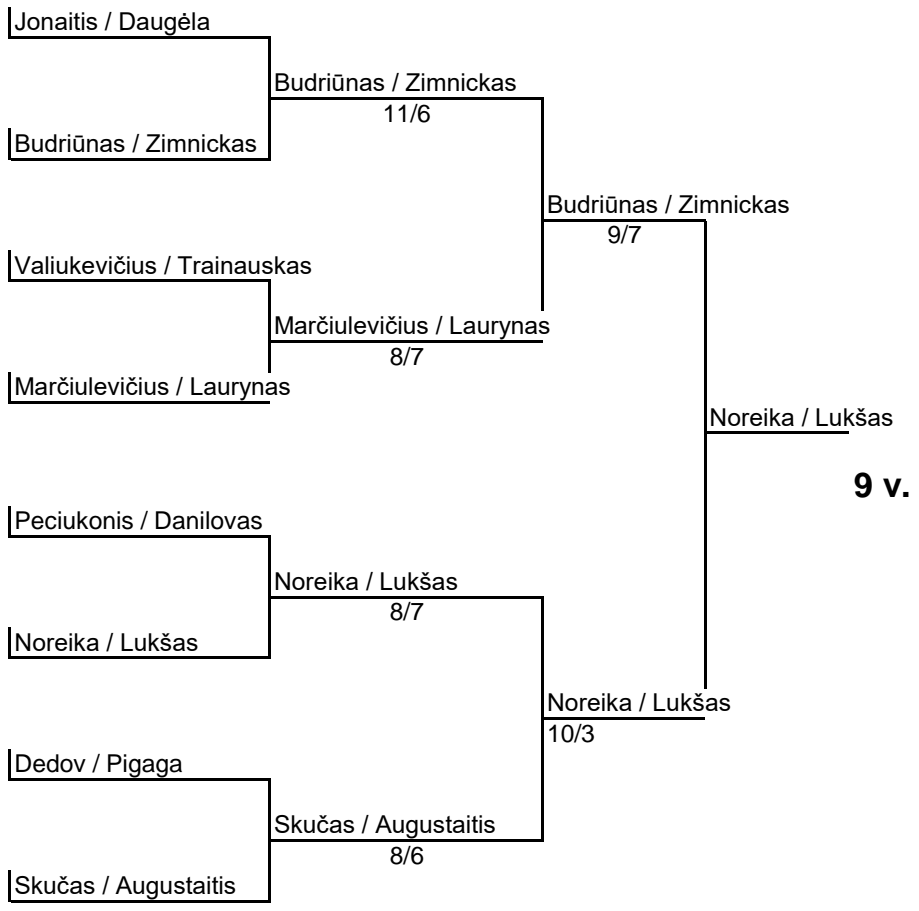 Jonaitis / Daugėla
Budriūnas / Zimnickas
11/6
Budriūnas / Zimnickas
Budriūnas / Zimnickas
9/7
Valiukevičius / Trainauskas
Marčiulevičius / Laurynas
8/7
Marčiulevičius / Laurynas
Noreika / Lukšas
9 v.
Peciukonis / Danilovas
Noreika / Lukšas
8/7
Noreika / Lukšas
Noreika / Lukšas
10/3
Dedov / Pigaga
Skučas / Augustaitis
8/6
Skučas / Augustaitis